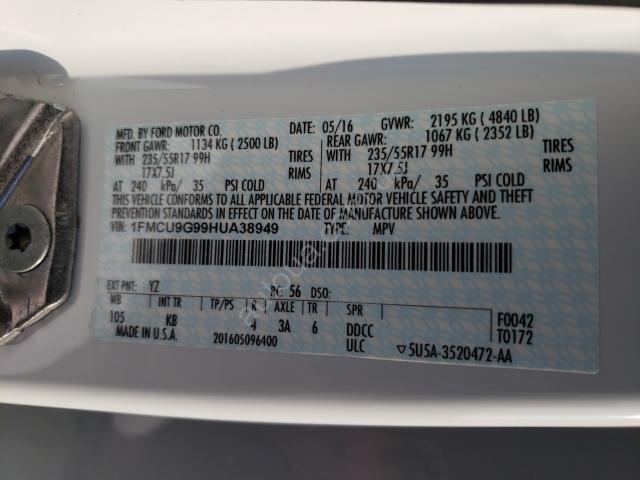 MFD. BY FORD MOTOR CO. DATE: 05/16 GVWR: 2195 KG ( 4840 LB)
FRONT GAWR: 1134 KG ( 2500 LB) REAR GAWR: 1067 KG ( 2352 LB)
WITH 235/55R17 99H TIRES WITH 235/55R17 99H TIRES
17X7.5J RIMS 17X7.5J RIMS
AT 240 kPa/ 35 PSI COLD AT 240 kPa/ 35 PSI COLD
THIS VEHICLE CONFORMS TO ALL APPLICABLE FEDERAL MOTOR VEHICLE SAFETY AND THEFT
PREVENTION STANDARDS IN EFFECT ON THE DATE OF MANUFACTURE SHOWN ABOVE.
VIN: 1FMCU9G99HUA38949 TYPE: MPV
EXT PNT: YZ RC: 56 DSO:
WB INT TR TP/PS R AXLE TR SPR F0042
105 KB 4 3A 6 DDCC T0172
MADE IN U.S.A. 201605096400 ULC 5U5A-3520472-AA
autoua.com